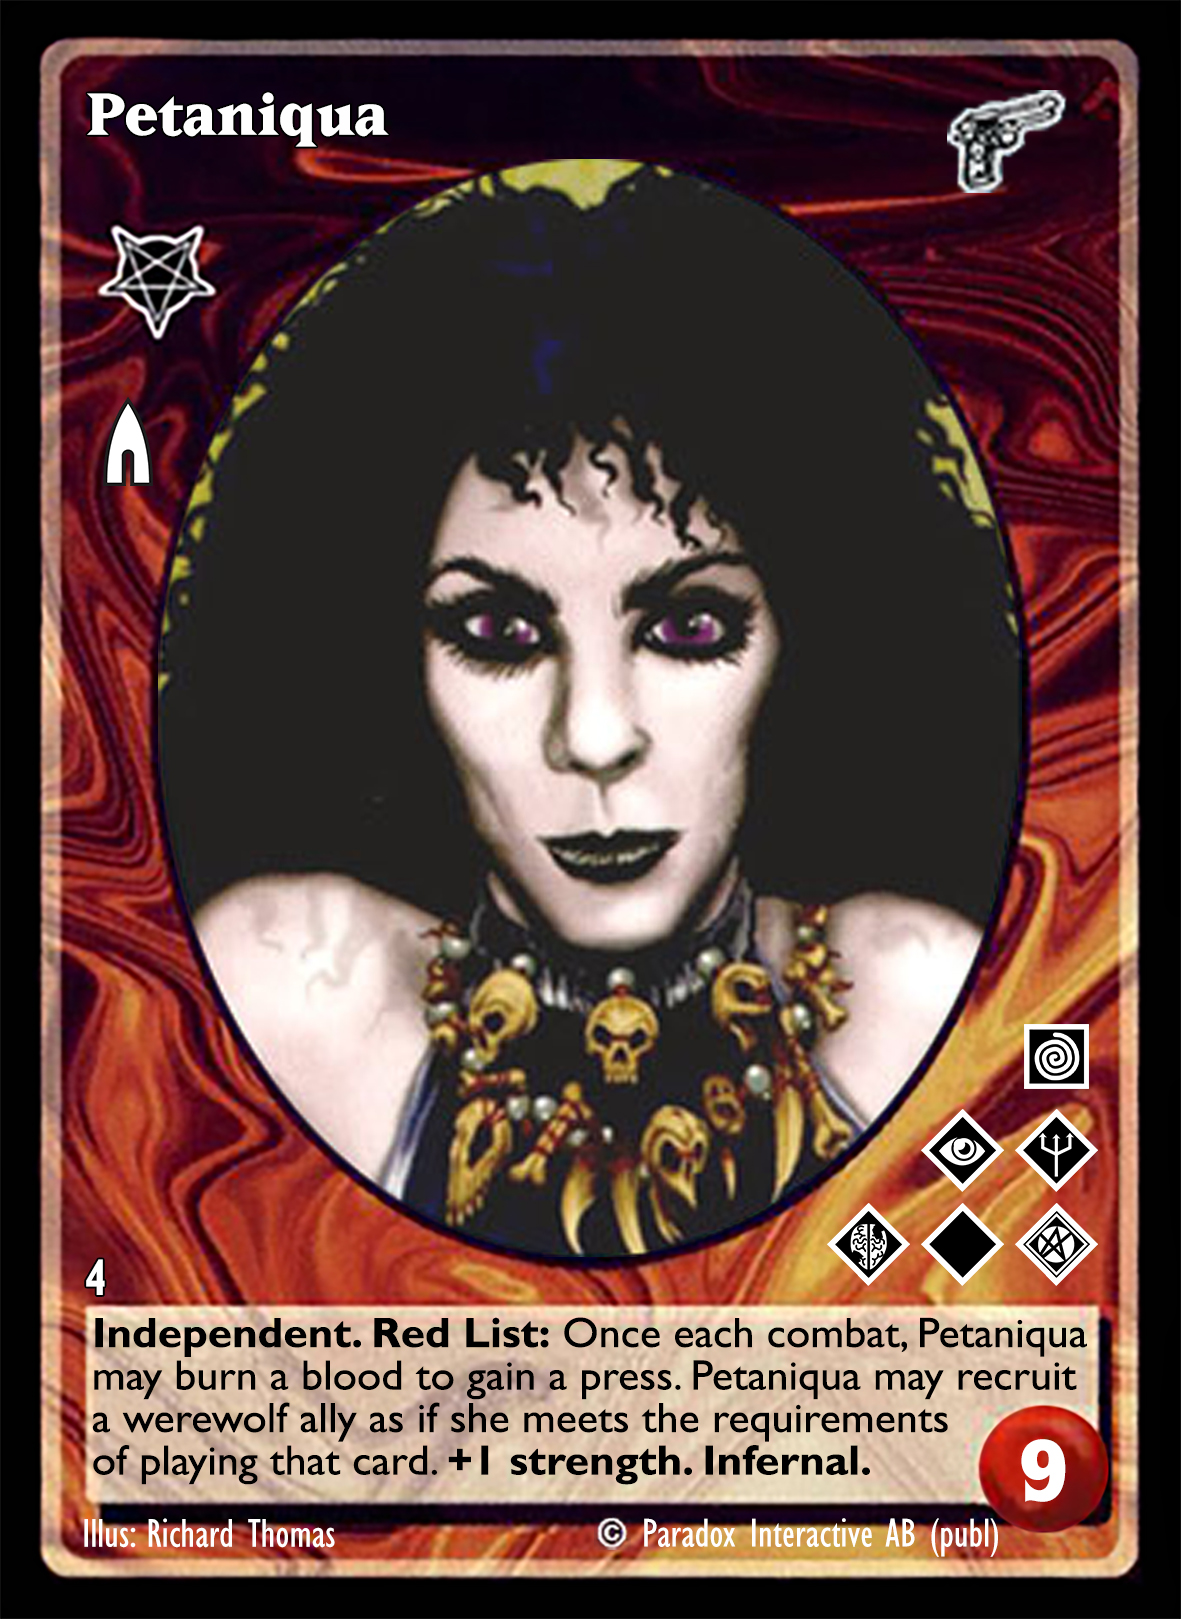 Petaniqua
4
Independent. Red List: Once each combat, Petaniqua
may burn a blood to gain a press. Petaniqua may recruit
a werewolf ally as if she meets the requirements
of playing that card. +1 strength. Infernal.
9
Illus: Richard Thomas © Paradox Interactive AB (publ)